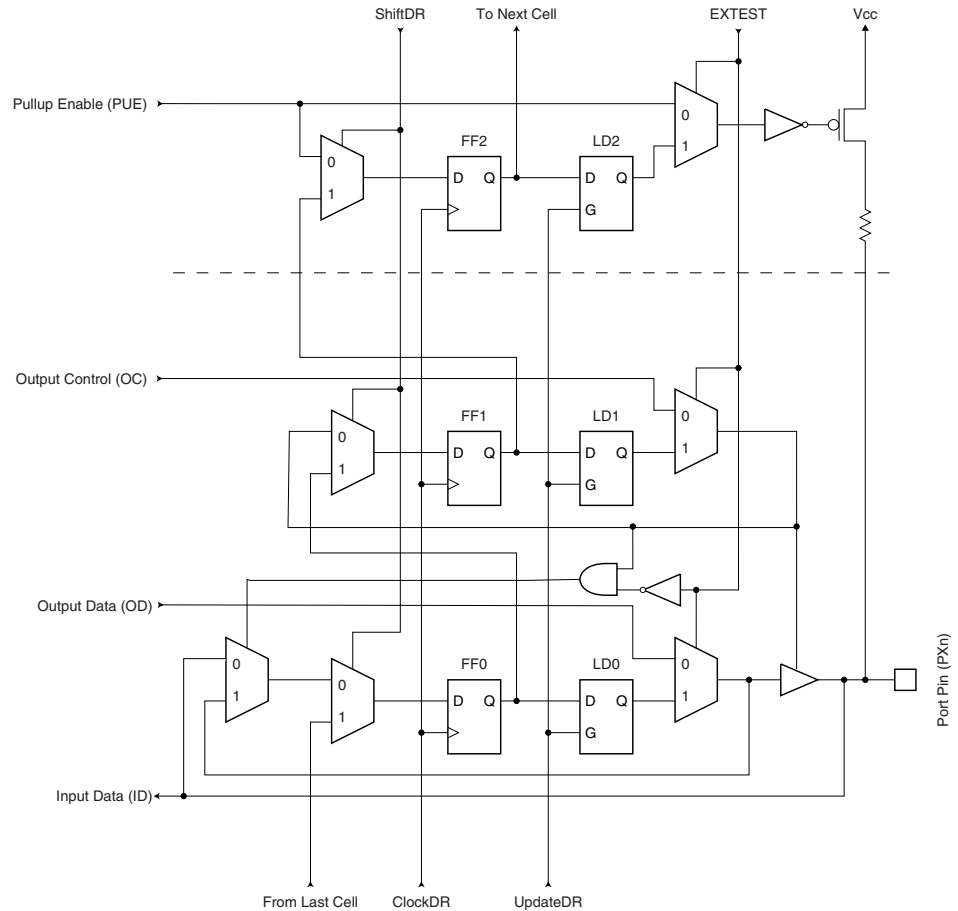 ShiftDR
To Next Cell
EXTEST
Vcc
Pullup Enable (PUE)
0
1
FF2
D Q
LD2
D Q
G
0
1
Output Control (OC)
0
1
FF1
D Q
LD1
D Q
G
0
1
Output Data (OD)
0
1
0
1
FF0
D Q
LD0
D Q
G
0
1
Port Pin (PXn)
Input Data (ID)
From Last Cell
ClockDR
UpdateDR